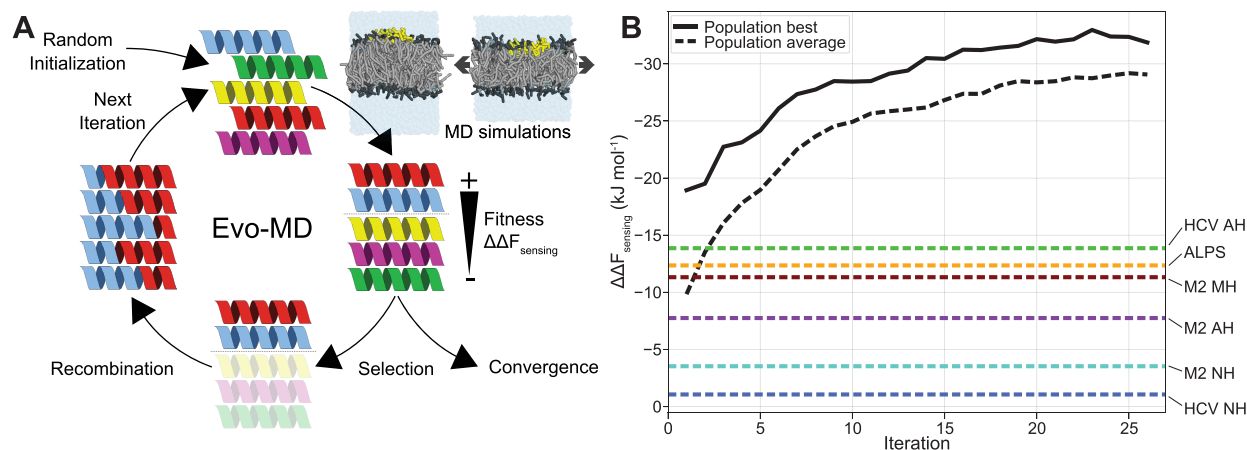 A
Random
Initialization
Next
Iteration
MD simulations
Evo-MD
+
Fitness
ΔΔF_sensing
-
Recombination
Selection
Convergence
B
Population best
Population average
ΔΔF_sensing (kJ mol⁻¹)
−30
−25
−20
−15
−10
−5
0
0
5
10
15
20
25
Iteration
HCV AH
ALPS
M2 MH
M2 AH
M2 NH
HCV NH